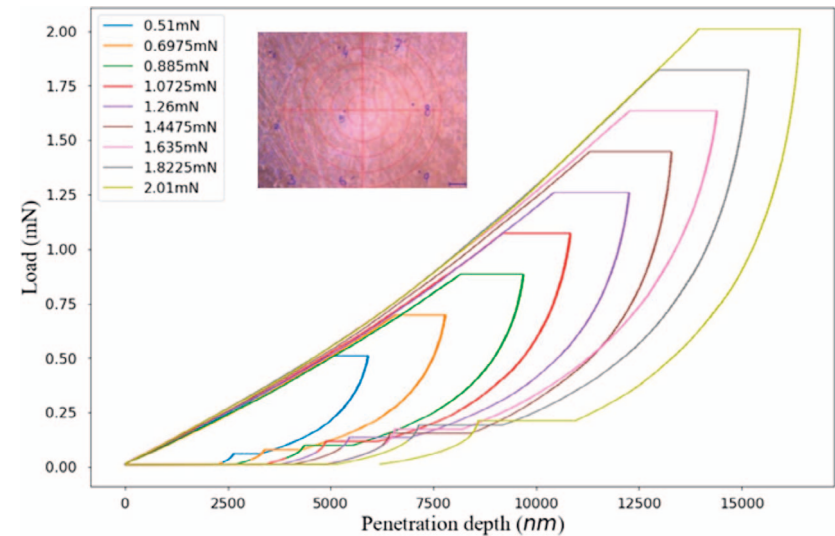 0.51mN
0.6975mN
0.885mN
1.0725mN
1.26mN
1.4475mN
1.635mN
1.8225mN
2.01mN
2.00
1.75
1.50
1.25
1.00
0.75
0.50
0.25
0.00
Load (mN)
0 2500 5000 7500 10000 12500 15000
Penetration depth (nm)